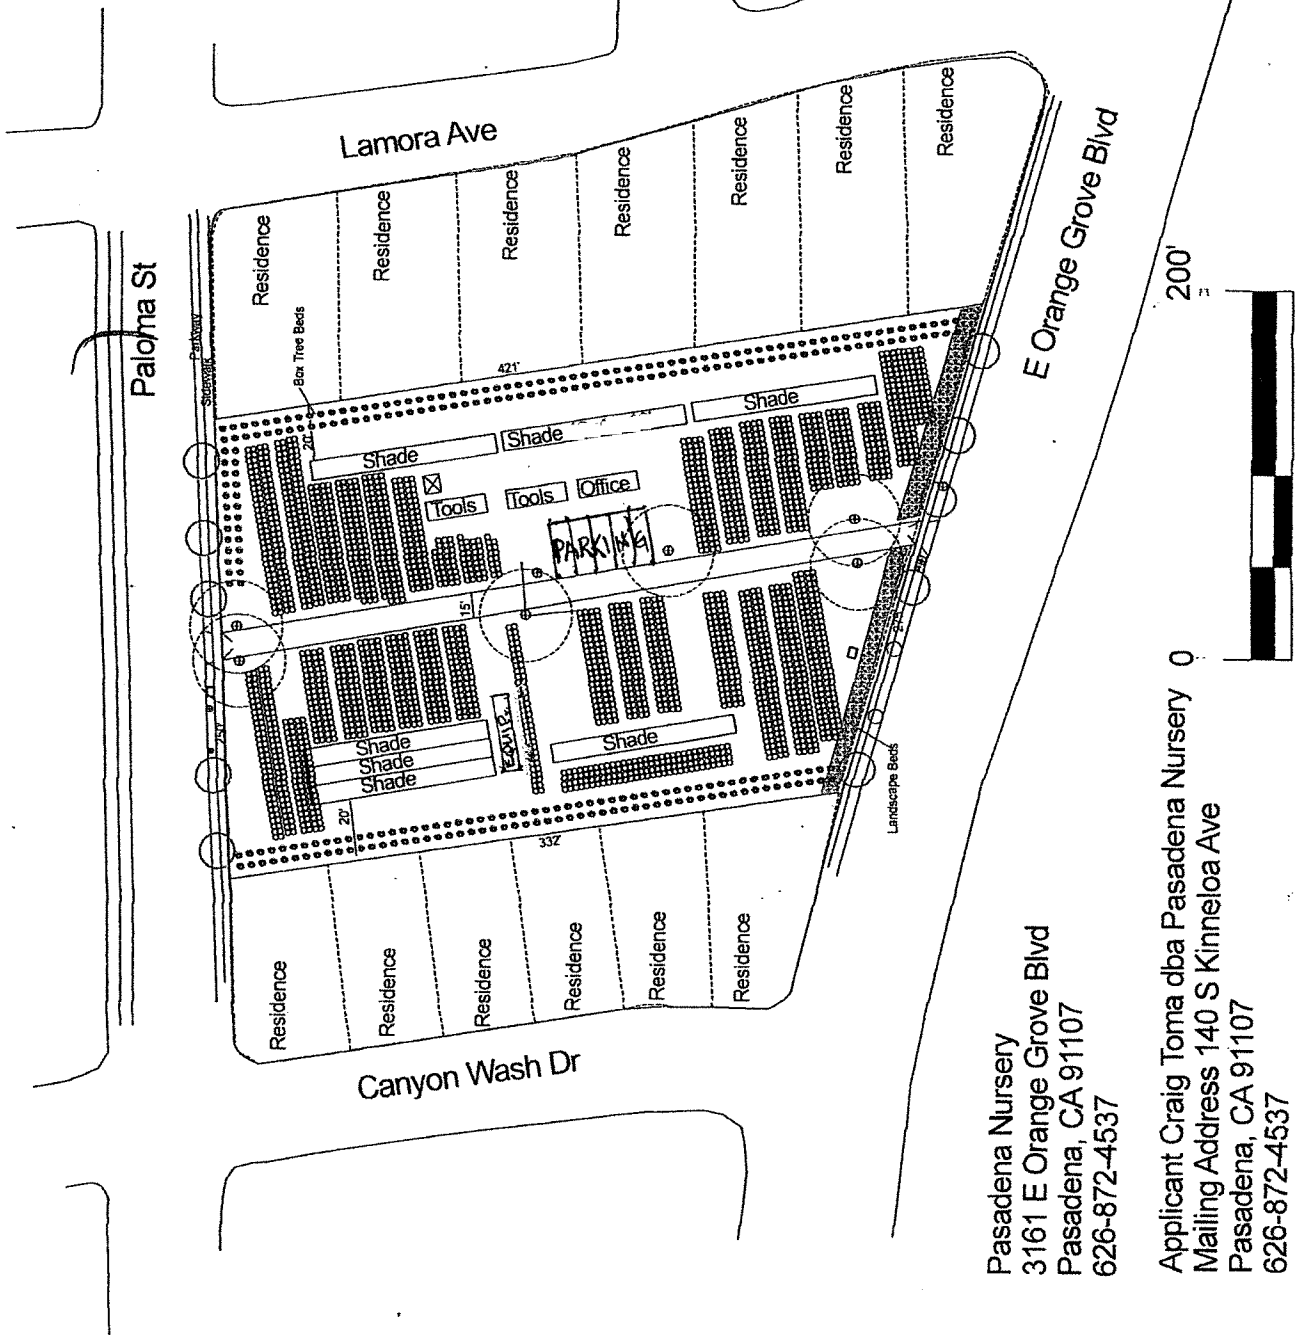 Paloma St
Lamora Ave
E Orange Grove Blvd
Canyon Wash Dr
Sidewalk
Parkway
Residence
Residence
Residence
Residence
Residence
Residence
Residence
Box Tree Beds
421'
20'
Shade
Shade
Shade
Tools
Tools
Office
PARKING
15'
150'
Shade
Shade
Shade
EQUIP.
Shade
20'
332'
Landscape Beds
Residence
Residence
Residence
Residence
Residence
Residence
200'
0
Pasadena Nursery
3161 E Orange Grove Blvd
Pasadena, CA 91107
626-872-4537
Applicant Craig Toma dba Pasadena Nursery
Mailing Address 140 S Kinneloa Ave
Pasadena, CA 91107
626-872-4537